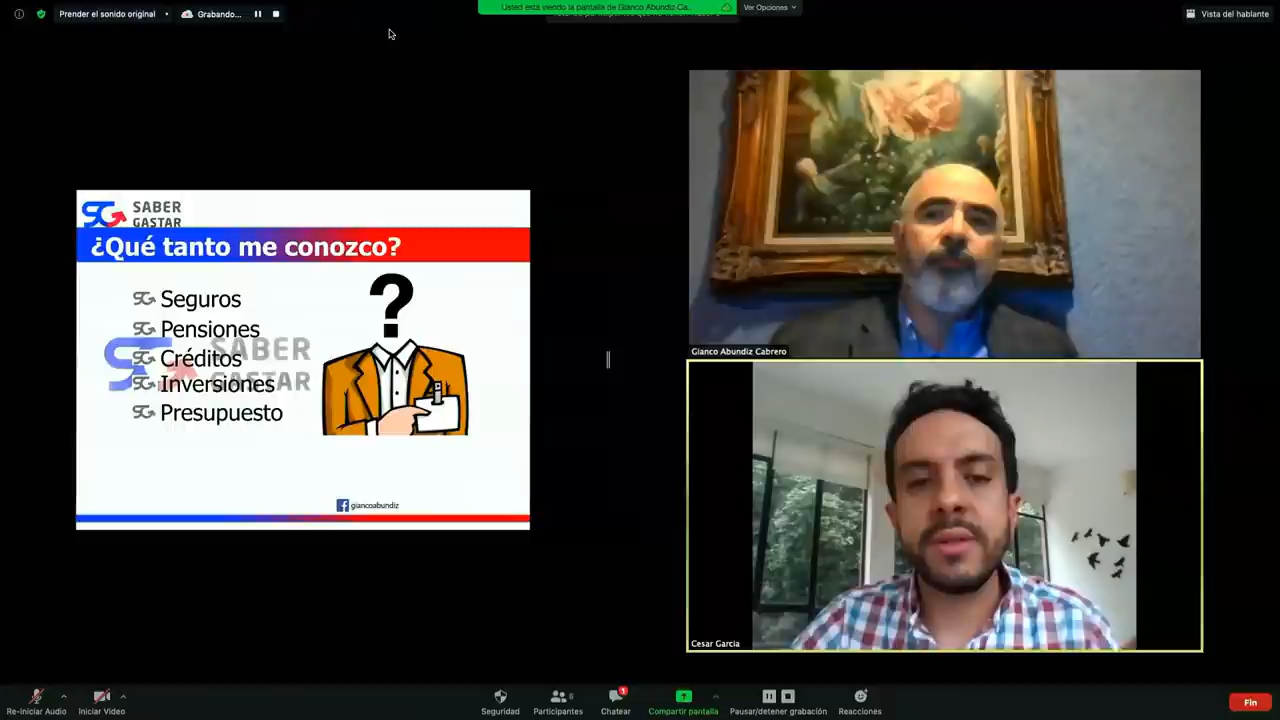 Prender el sonido original
Grabando...
Usted está viendo la pantalla de Gianco Abundiz Ca...
Ver Opciones
Vista del hablante
SABER
GASTAR
¿Qué tanto me conozco?
Seguros
Pensiones
Créditos
Inversiones
Presupuesto
SABER
GASTAR
giancoabundiz
Gianco Abundiz Cabrero
Cesar Garcia
Re-iniciar Audio
Iniciar Video
Seguridad
Participantes
6
Chatear
1
Compartir pantalla
Pausar/detener grabación
Reacciones
Fin